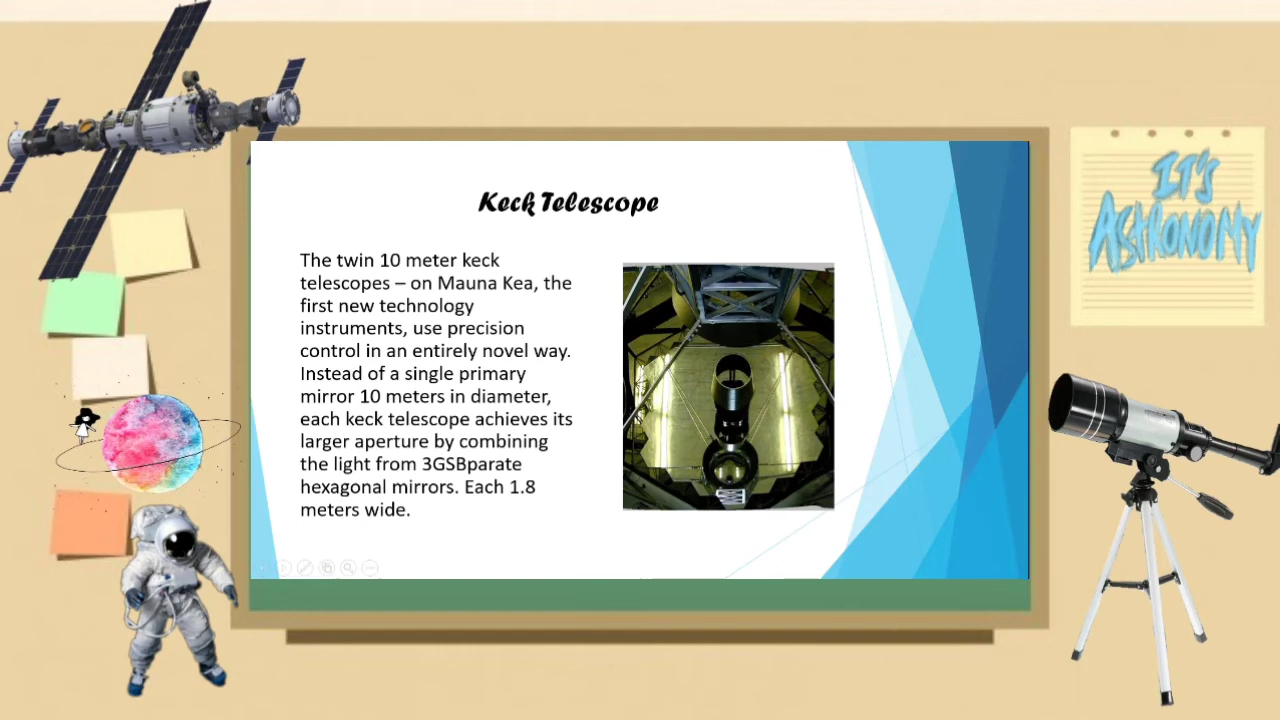 Keck Telescope
The twin 10 meter keck
telescopes – on Mauna Kea, the
first new technology
instruments, use precision
control in an entirely novel way.
Instead of a single primary
mirror 10 meters in diameter,
each keck telescope achieves its
larger aperture by combining
the light from 3GSBparate
hexagonal mirrors. Each 1.8
meters wide.
IT'S
ASTRONOMY